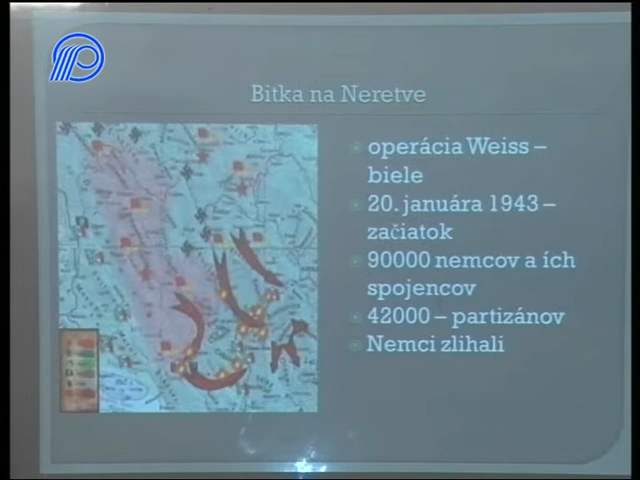 Bitka na Neretve
operácia Weiss –
biele
20. januára 1943 –
začiatok
90000 nemcov a ích
spojencov
42000 – partizánov
Nemci zlihali